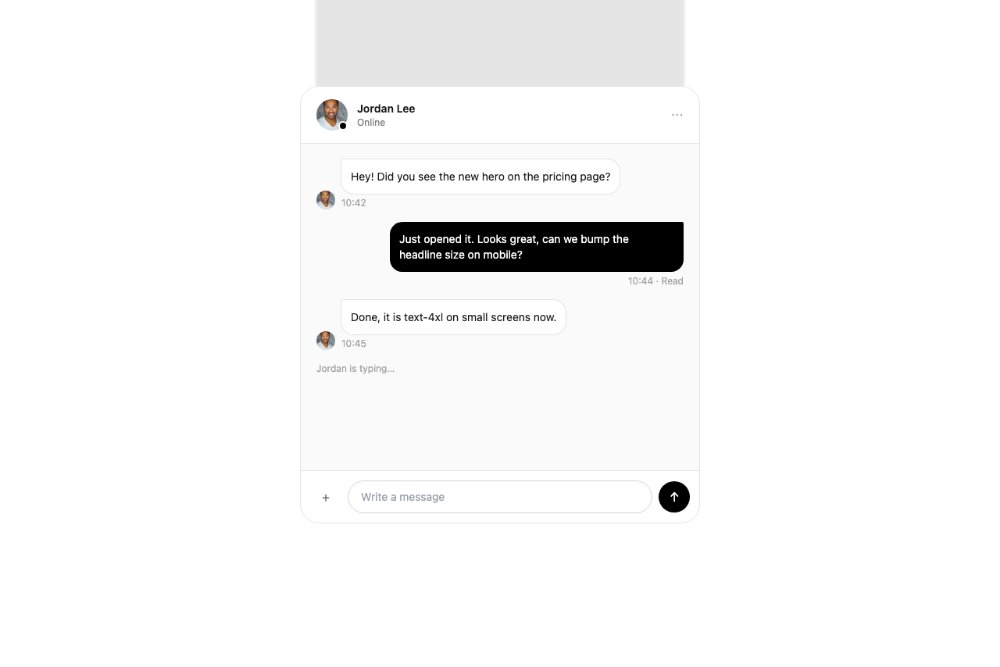 Jordan Lee
Online
···
Hey! Did you see the new hero on the pricing page?
10:42
Just opened it. Looks great, can we bump the
headline size on mobile?
10:44 · Read
Done, it is text-4xl on small screens now.
10:45
Jordan is typing...
+
Write a message